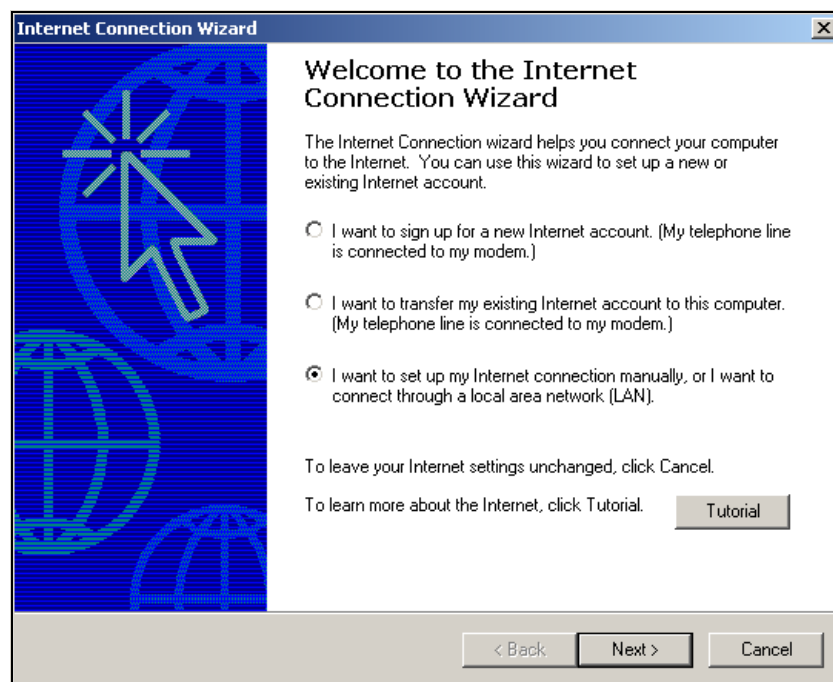 Internet Connection Wizard
Welcome to the Internet
Connection Wizard
The Internet Connection wizard helps you connect your computer
to the Internet.  You can use this wizard to set up a new or
existing Internet account.
I want to sign up for a new Internet account. (My telephone line
is connected to my modem.)
I want to transfer my existing Internet account to this computer.
(My telephone line is connected to my modem.)
I want to set up my Internet connection manually, or I want to
connect through a local area network (LAN).
To leave your Internet settings unchanged, click Cancel.
To learn more about the Internet, click Tutorial.
Tutorial
< Back
Next >
Cancel